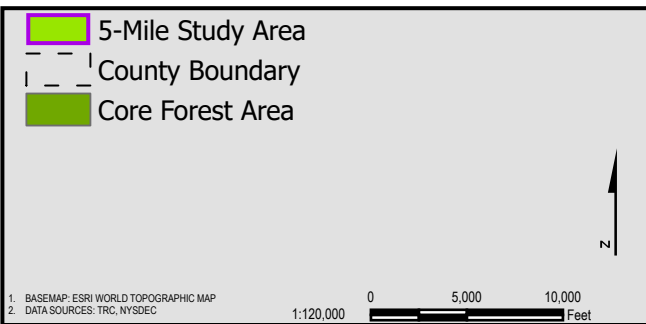 5-Mile Study Area
County Boundary
Core Forest Area
N
1. BASEMAP: ESRI WORLD TOPOGRAPHIC MAP
2. DATA SOURCES: TRC, NYSDEC
1:120,000
0 5,000 10,000
Feet